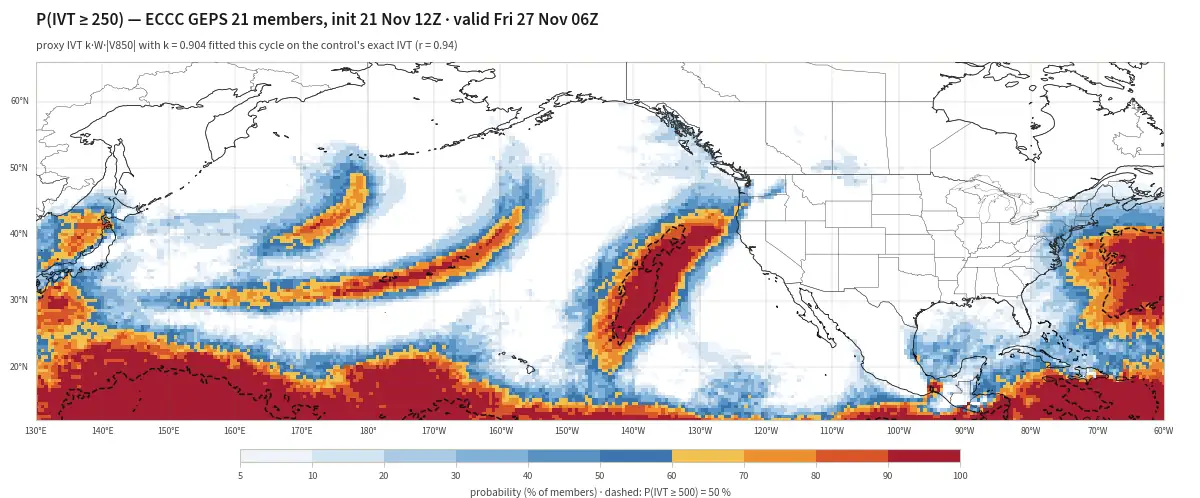 P(IVT ≥ 250) — ECCC GEPS 21 members, init 21 Nov 12Z · valid Fri 27 Nov 06Z
proxy IVT k·W·|V850| with k = 0.904 fitted this cycle on the control's exact IVT (r = 0.94)
60°N
50°N
40°N
30°N
20°N
130°E 140°E 150°E 160°E 170°E 180° 170°W 160°W 150°W 140°W 130°W 120°W 110°W 100°W 90°W 80°W 70°W 60°W
5 10 20 30 40 50 60 70 80 90 100
probability (% of members) · dashed: P(IVT ≥ 500) = 50 %